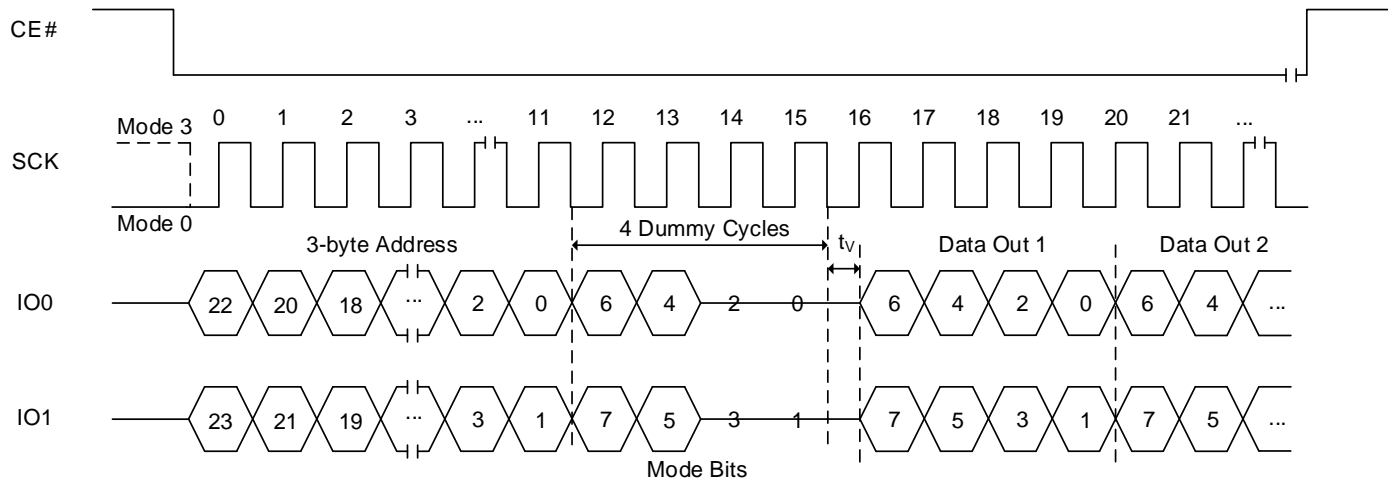 CE#
0 1 2 3 ... 11 12 13 14 15 16 17 18 19 20 21 ...
Mode 3
SCK
Mode 0
3-byte Address 4 Dummy Cycles tV Data Out 1 Data Out 2
IO0 22 20 18 ... 2 0 6 4 2 0 6 4 2 0 6 4 ...
IO1 23 21 19 ... 3 1 7 5 3 1 7 5 3 1 7 5 ...
Mode Bits